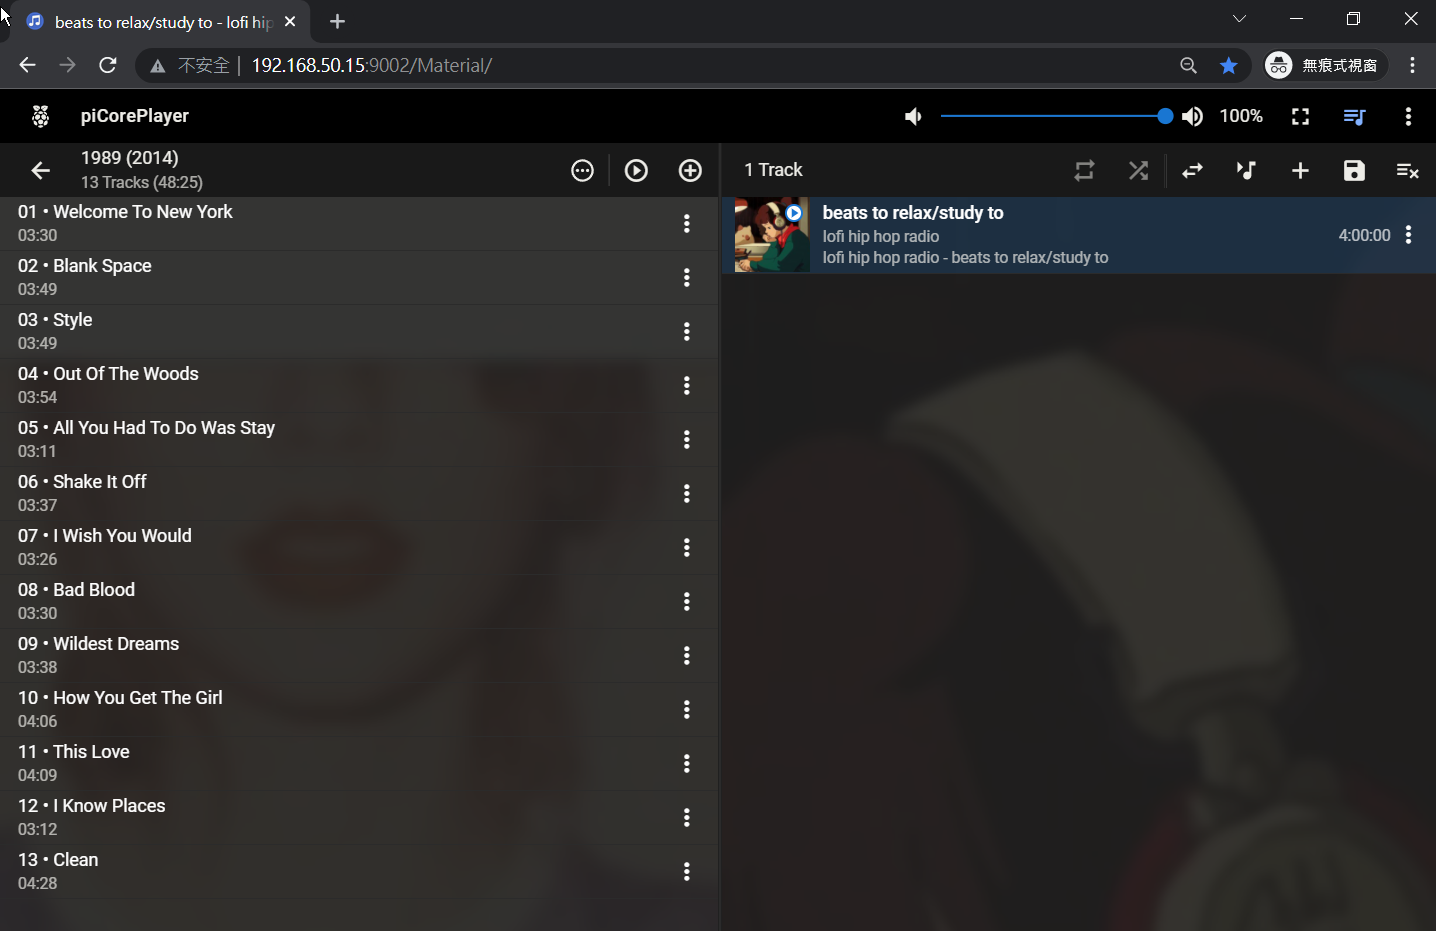 beats to relax/study to - lofi hip
不安全 192.168.50.15:9002/Material/ 無痕式視窗
piCorePlayer 100%
1989 (2014)
13 Tracks (48:25)
01 • Welcome To New York
03:30
02 • Blank Space
03:49
03 • Style
03:49
04 • Out Of The Woods
03:54
05 • All You Had To Do Was Stay
03:11
06 • Shake It Off
03:37
07 • I Wish You Would
03:26
08 • Bad Blood
03:30
09 • Wildest Dreams
03:38
10 • How You Get The Girl
04:06
11 • This Love
04:09
12 • I Know Places
03:12
13 • Clean
04:28
1 Track
beats to relax/study to
lofi hip hop radio
lofi hip hop radio - beats to relax/study to
4:00:00